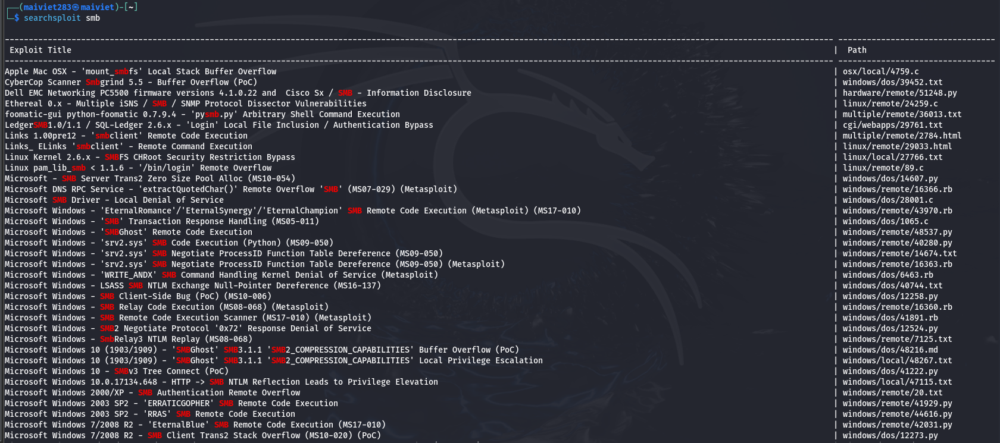 ┌──(maiviet283㉿maiviet)-[~]
└─$ searchsploit smb
Exploit Title | Path
Apple Mac OSX - 'mount_smbfs' Local Stack Buffer Overflow | osx/local/4759.c
CyberCop Scanner Smbgrind 5.5 - Buffer Overflow (PoC) | windows/dos/39452.txt
Dell EMC Networking PC5500 firmware versions 4.1.0.22 and  Cisco Sx / SMB - Information Disclosure | hardware/remote/51248.py
Ethereal 0.x - Multiple iSNS / SMB / SNMP Protocol Dissector Vulnerabilities | linux/remote/24259.c
foomatic-gui python-foomatic 0.7.9.4 - 'pysmb.py' Arbitrary Shell Command Execution | multiple/remote/36013.txt
LedgerSMB1.0/1.1 / SQL-Ledger 2.6.x - 'Login' Local File Inclusion / Authentication Bypass | cgi/webapps/29761.txt
Links 1.00pre12 - 'smbclient' Remote Code Execution | multiple/remote/2784.html
Links_ ELinks 'smbclient' - Remote Command Execution | linux/remote/29033.html
Linux Kernel 2.6.x - SMBFS CHRoot Security Restriction Bypass | linux/local/27766.txt
Linux pam_lib_smb < 1.1.6 - '/bin/login' Remote Overflow | linux/remote/89.c
Microsoft - SMB Server Trans2 Zero Size Pool Alloc (MS10-054) | windows/dos/14607.py
Microsoft DNS RPC Service - 'extractQuotedChar()' Remote Overflow 'SMB' (MS07-029) (Metasploit) | windows/remote/16366.rb
Microsoft SMB Driver - Local Denial of Service | windows/dos/28001.c
Microsoft Windows - 'EternalRomance'/'EternalSynergy'/'EternalChampion' SMB Remote Code Execution (Metasploit) (MS17-010) | windows/remote/43970.rb
Microsoft Windows - 'SMB' Transaction Response Handling (MS05-011) | windows/dos/1065.c
Microsoft Windows - 'SMBGhost' Remote Code Execution | windows/remote/48537.py
Microsoft Windows - 'srv2.sys' SMB Code Execution (Python) (MS09-050) | windows/remote/40280.py
Microsoft Windows - 'srv2.sys' SMB Negotiate ProcessID Function Table Dereference (MS09-050) | windows/remote/14674.txt
Microsoft Windows - 'srv2.sys' SMB Negotiate ProcessID Function Table Dereference (MS09-050) (Metasploit) | windows/remote/16363.rb
Microsoft Windows - 'WRITE_ANDX' SMB Command Handling Kernel Denial of Service (Metasploit) | windows/dos/6463.rb
Microsoft Windows - LSASS SMB NTLM Exchange Null-Pointer Dereference (MS16-137) | windows/dos/40744.txt
Microsoft Windows - SMB Client-Side Bug (PoC) (MS10-006) | windows/dos/12258.py
Microsoft Windows - SMB Relay Code Execution (MS08-068) (Metasploit) | windows/remote/16360.rb
Microsoft Windows - SMB Remote Code Execution Scanner (MS17-010) (Metasploit) | windows/dos/41891.rb
Microsoft Windows - SMB2 Negotiate Protocol '0x72' Response Denial of Service | windows/dos/12524.py
Microsoft Windows - SmbRelay3 NTLM Replay (MS08-068) | windows/remote/7125.txt
Microsoft Windows 10 (1903/1909) - 'SMBGhost' SMB3.1.1 'SMB2_COMPRESSION_CAPABILITIES' Buffer Overflow (PoC) | windows/dos/48216.md
Microsoft Windows 10 (1903/1909) - 'SMBGhost' SMB3.1.1 'SMB2_COMPRESSION_CAPABILITIES' Local Privilege Escalation | windows/local/48267.txt
Microsoft Windows 10 - SMBv3 Tree Connect (PoC) | windows/dos/41222.py
Microsoft Windows 10.0.17134.648 - HTTP -> SMB NTLM Reflection Leads to Privilege Elevation | windows/local/47115.txt
Microsoft Windows 2000/XP - SMB Authentication Remote Overflow | windows/remote/20.txt
Microsoft Windows 2003 SP2 - 'ERRATICGOPHER' SMB Remote Code Execution | windows/remote/41929.py
Microsoft Windows 2003 SP2 - 'RRAS' SMB Remote Code Execution | windows/remote/44616.py
Microsoft Windows 7/2008 R2 - 'EternalBlue' SMB Remote Code Execution (MS17-010) | windows/remote/42031.py
Microsoft Windows 7/2008 R2 - SMB Client Trans2 Stack Overflow (MS10-020) (PoC) | windows/dos/12273.py